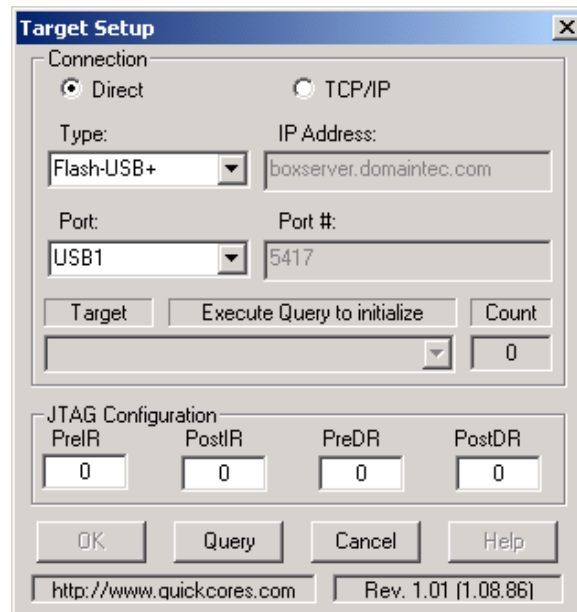 Target Setup
Connection
Direct TCP/IP
Type: IP Address:
Flash-USB+ boxserver.domaintec.com
Port: Port #:
USB1 5417
Target Execute Query to initialize Count
0
JTAG Configuration
PreIR PostIR PreDR PostDR
0 0 0 0
OK Query Cancel Help
http://www.quickcores.com Rev. 1.01 (1.08.86)